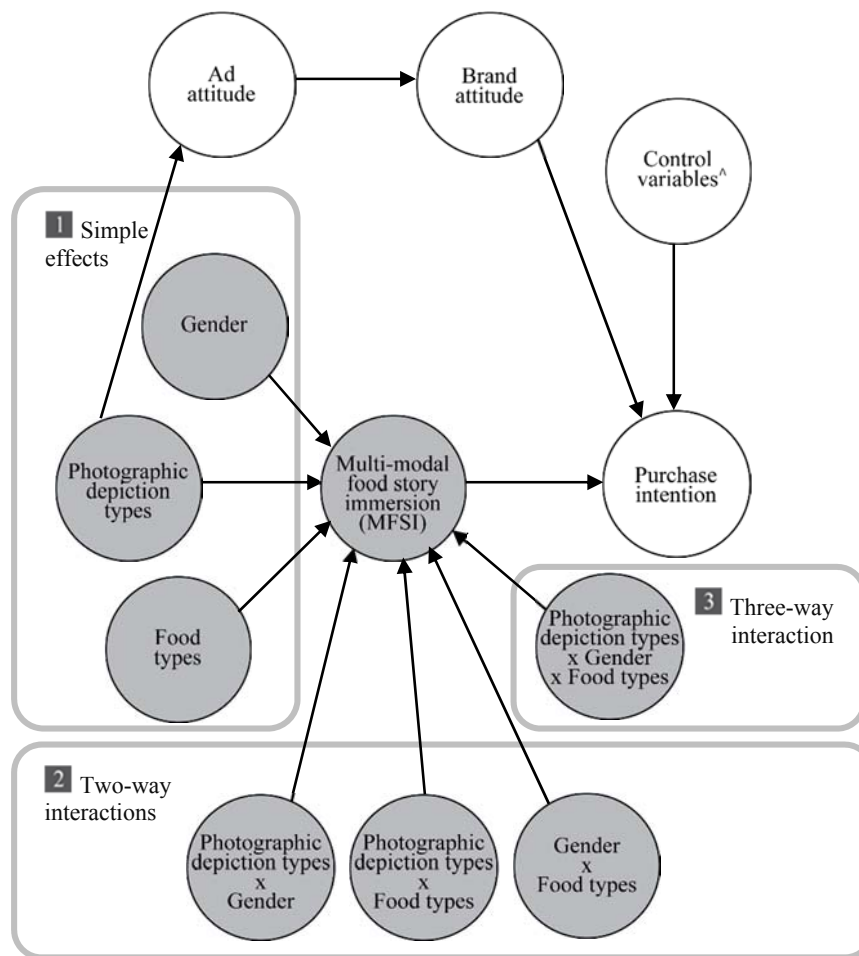 Ad
attitude
Brand
attitude
Control
variables^
1 Simple
effects
Gender
Photographic
depiction
types
Multi-modal
food story
immersion
(MFSI)
Purchase
intention
Food
types
3 Three-way
interaction
Photographic
depiction types
x Gender
x Food types
2 Two-way
interactions
Photographic
depiction types
x
Gender
Photographic
depiction types
x
Food types
Gender
x
Food types